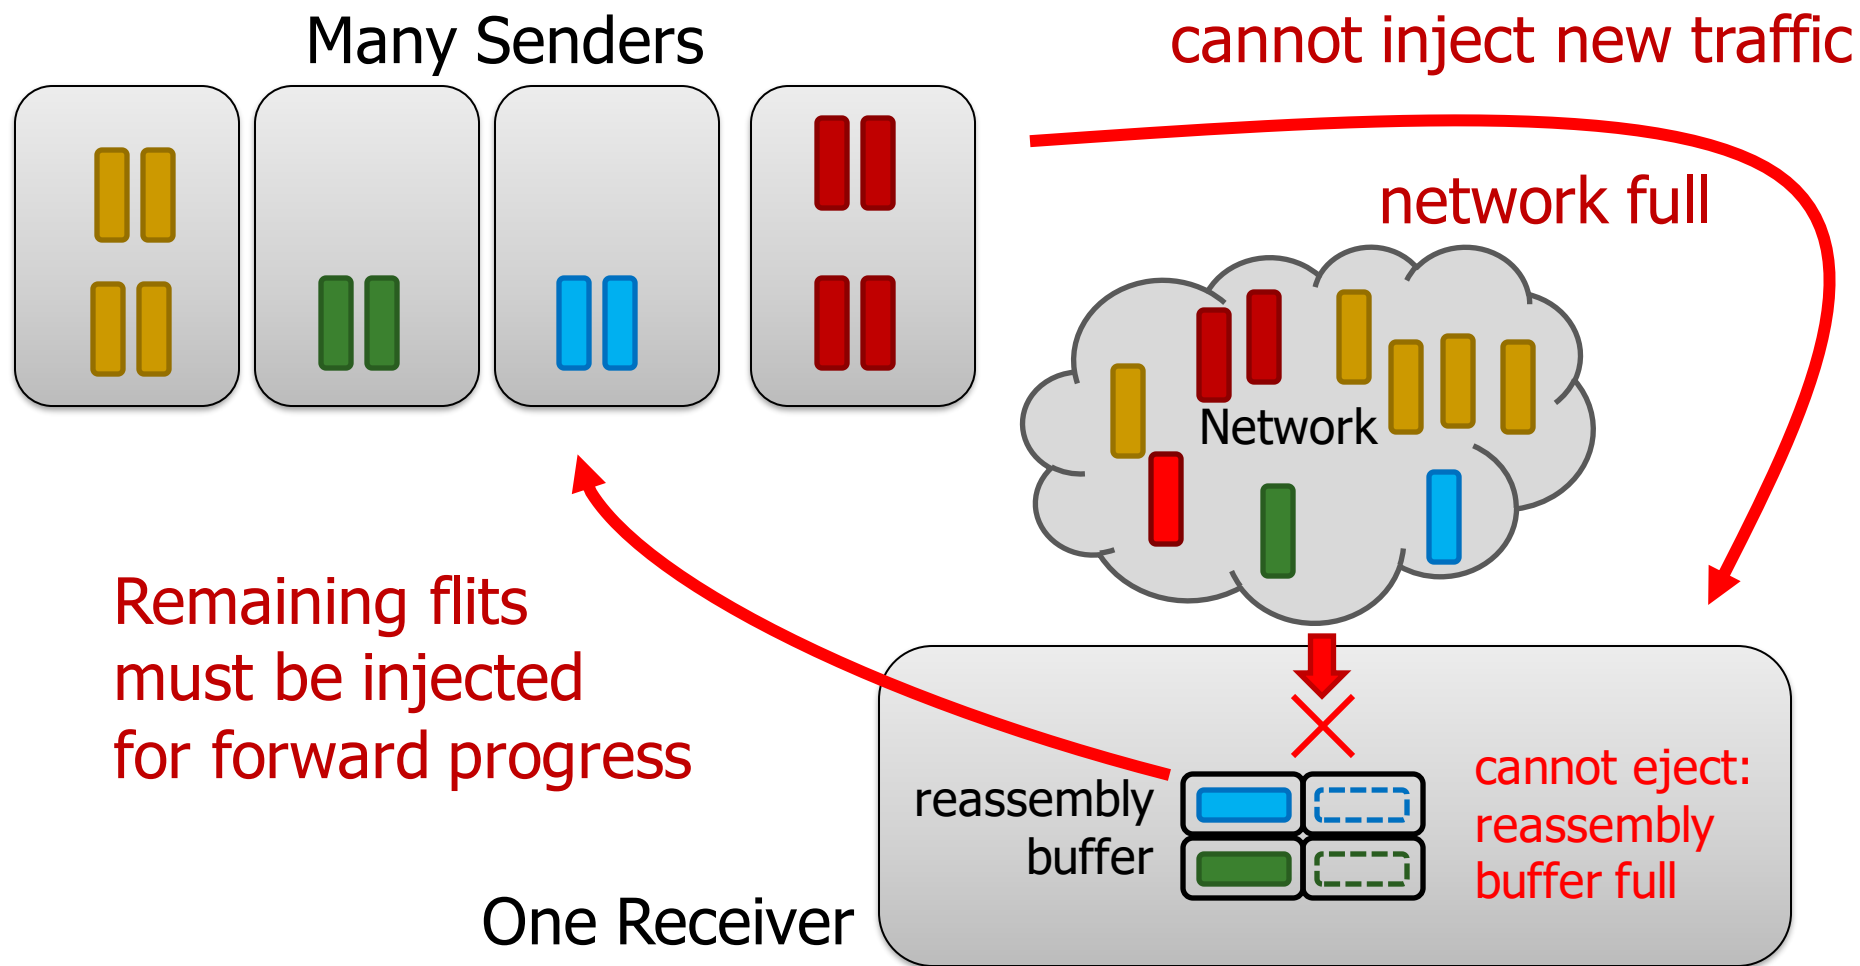 Many Senders
cannot inject new traffic
network full
Network
Remaining flits
must be injected
for forward progress
reassembly
buffer
cannot eject:
reassembly
buffer full
One Receiver